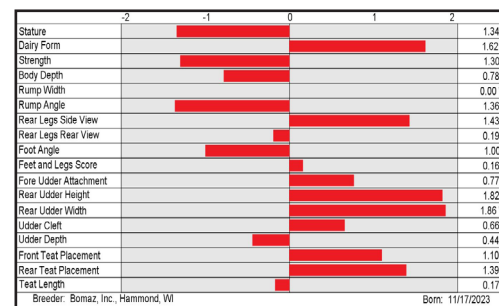 -2 -1 0 1 2
Stature 1.34
Dairy Form 1.62
Strength 1.30
Body Depth 0.78
Rump Width 0.00
Rump Angle 1.36
Rear Legs Side View 1.43
Rear Legs Rear View 0.19
Foot Angle 1.00
Feet and Legs Score 0.16
Fore Udder Attachment 0.77
Rear Udder Height 1.82
Rear Udder Width 1.86
Udder Cleft 0.66
Udder Depth 0.44
Front Teat Placement 1.10
Rear Teat Placement 1.39
Teat Length 0.17
Breeder: Bomaz, Inc., Hammond, WI Born: 11/17/2023